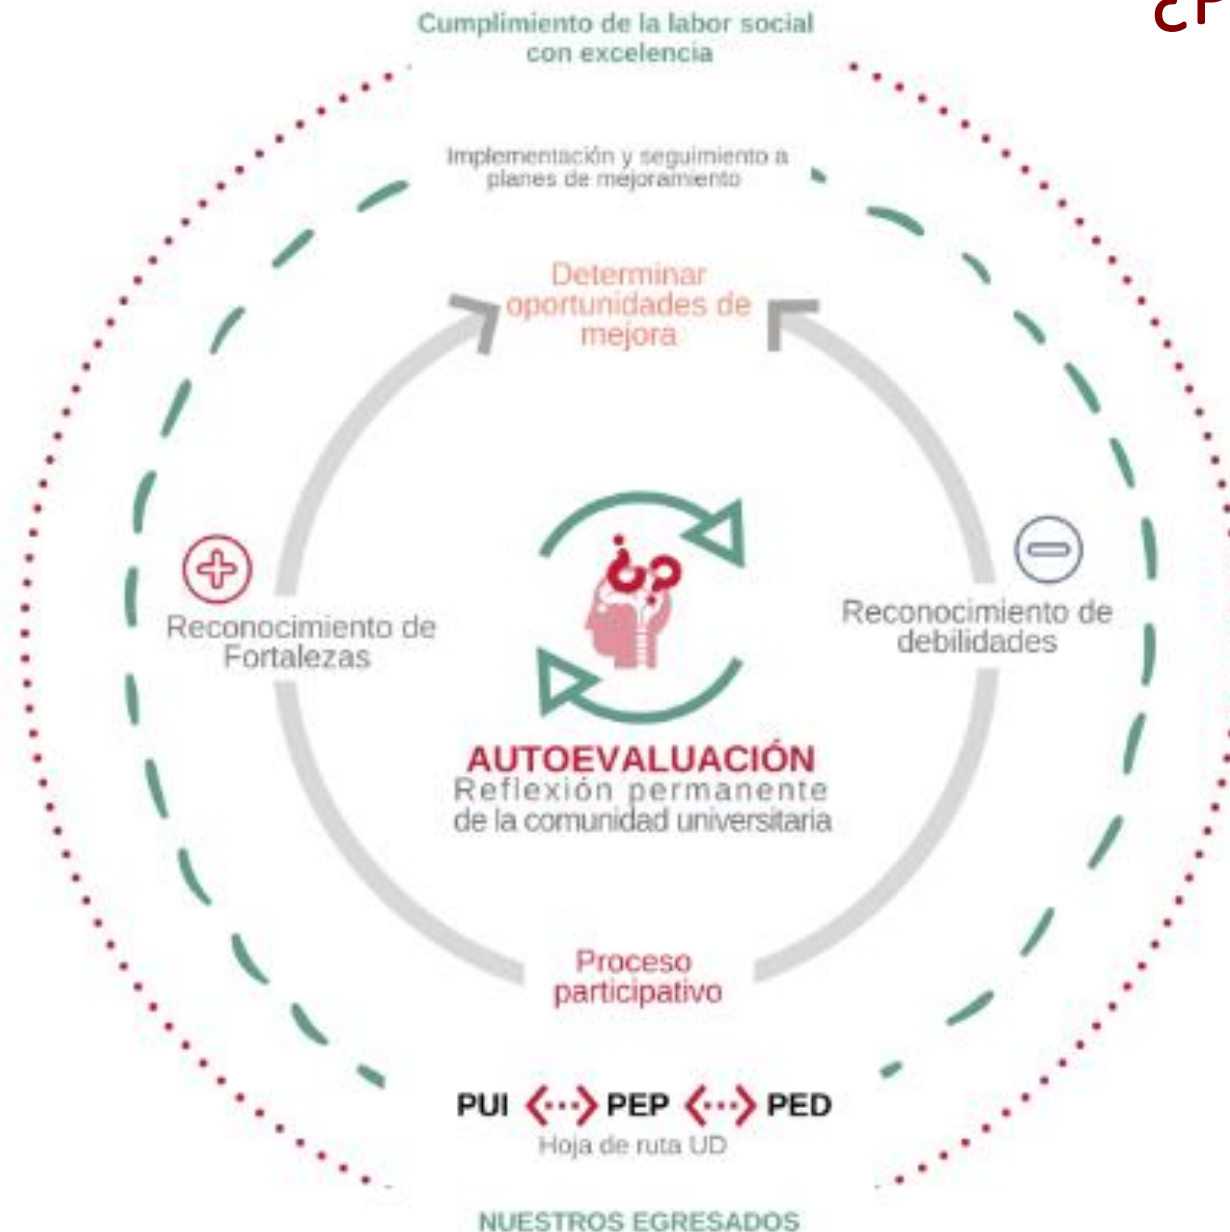 ¿P
Cumplimiento de la labor social
con excelencia
Implementación y seguimiento a
planes de mejoramiento
Determinar
oportunidades de
mejora
Reconocimiento de
Fortalezas
Reconocimiento de
debilidades
AUTOEVALUACIÓN
Reflexión permanente
de la comunidad universitaria
Proceso
participativo
PUI PEP PED
Hoja de ruta UD
NUESTROS EGRESADOS